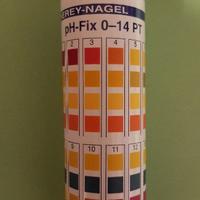 EREY-NAGEL
pH-Fix 0–14 PT
2 3 4 5
9 10 11 12